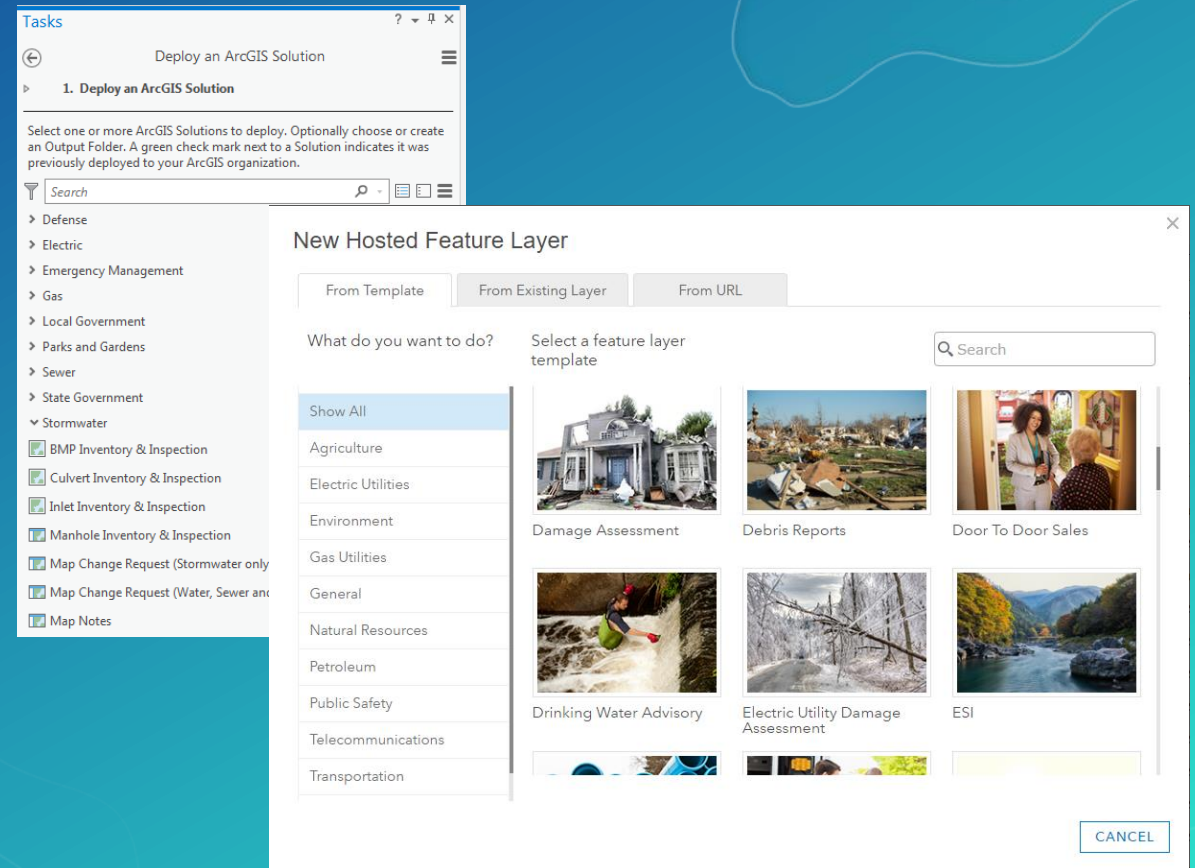 Tasks
Deploy an ArcGIS Solution
1. Deploy an ArcGIS Solution
Select one or more ArcGIS Solutions to deploy. Optionally choose or create
an Output Folder. A green check mark next to a Solution indicates it was
previously deployed to your ArcGIS organization.
Search
Defense
Electric
Emergency Management
Gas
Local Government
Parks and Gardens
Sewer
State Government
Stormwater
BMP Inventory & Inspection
Culvert Inventory & Inspection
Inlet Inventory & Inspection
Manhole Inventory & Inspection
Map Change Request (Stormwater only
Map Change Request (Water, Sewer and
Map Notes
New Hosted Feature Layer
From Template
From Existing Layer
From URL
What do you want to do?
Show All
Agriculture
Electric Utilities
Environment
Gas Utilities
General
Natural Resources
Petroleum
Public Safety
Telecommunications
Transportation
Select a feature layer
template
Search
Damage Assessment
Debris Reports
Door To Door Sales
Drinking Water Advisory
Electric Utility Damage
Assessment
ESI
CANCEL